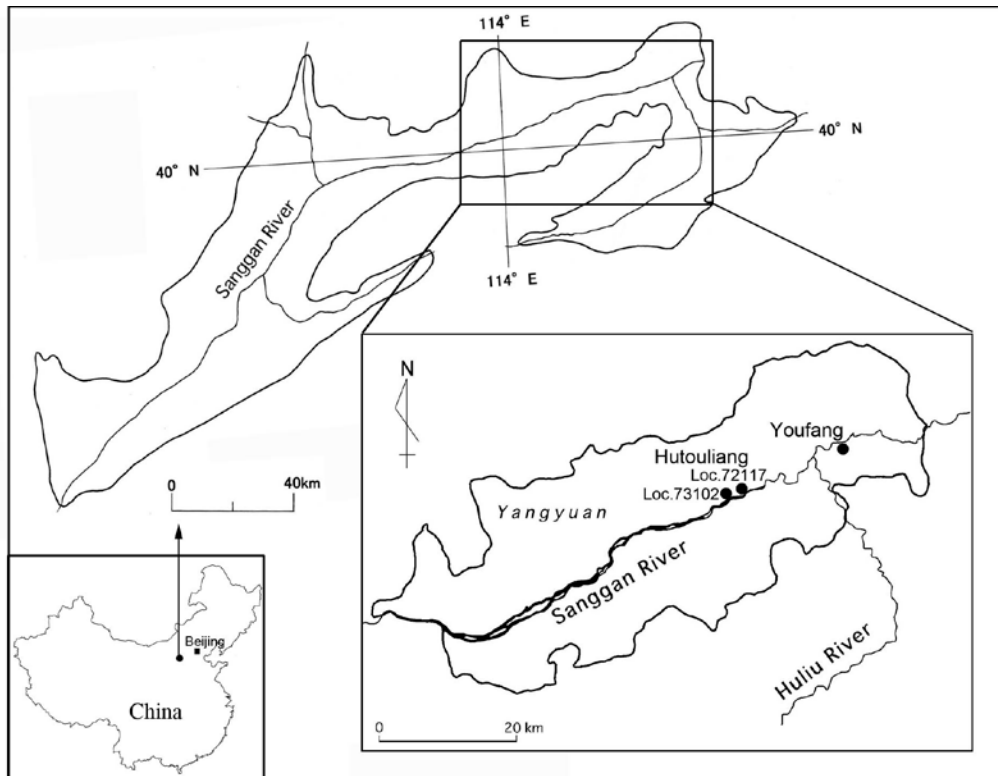 114° E
40° N
40° N
Sanggan River
114° E
0 40km
N
Youfang
Hutouliang
Loc.72117
Loc.73102
Yangyuan
Sanggan River
Huliu River
0 20 km
Beijing
China